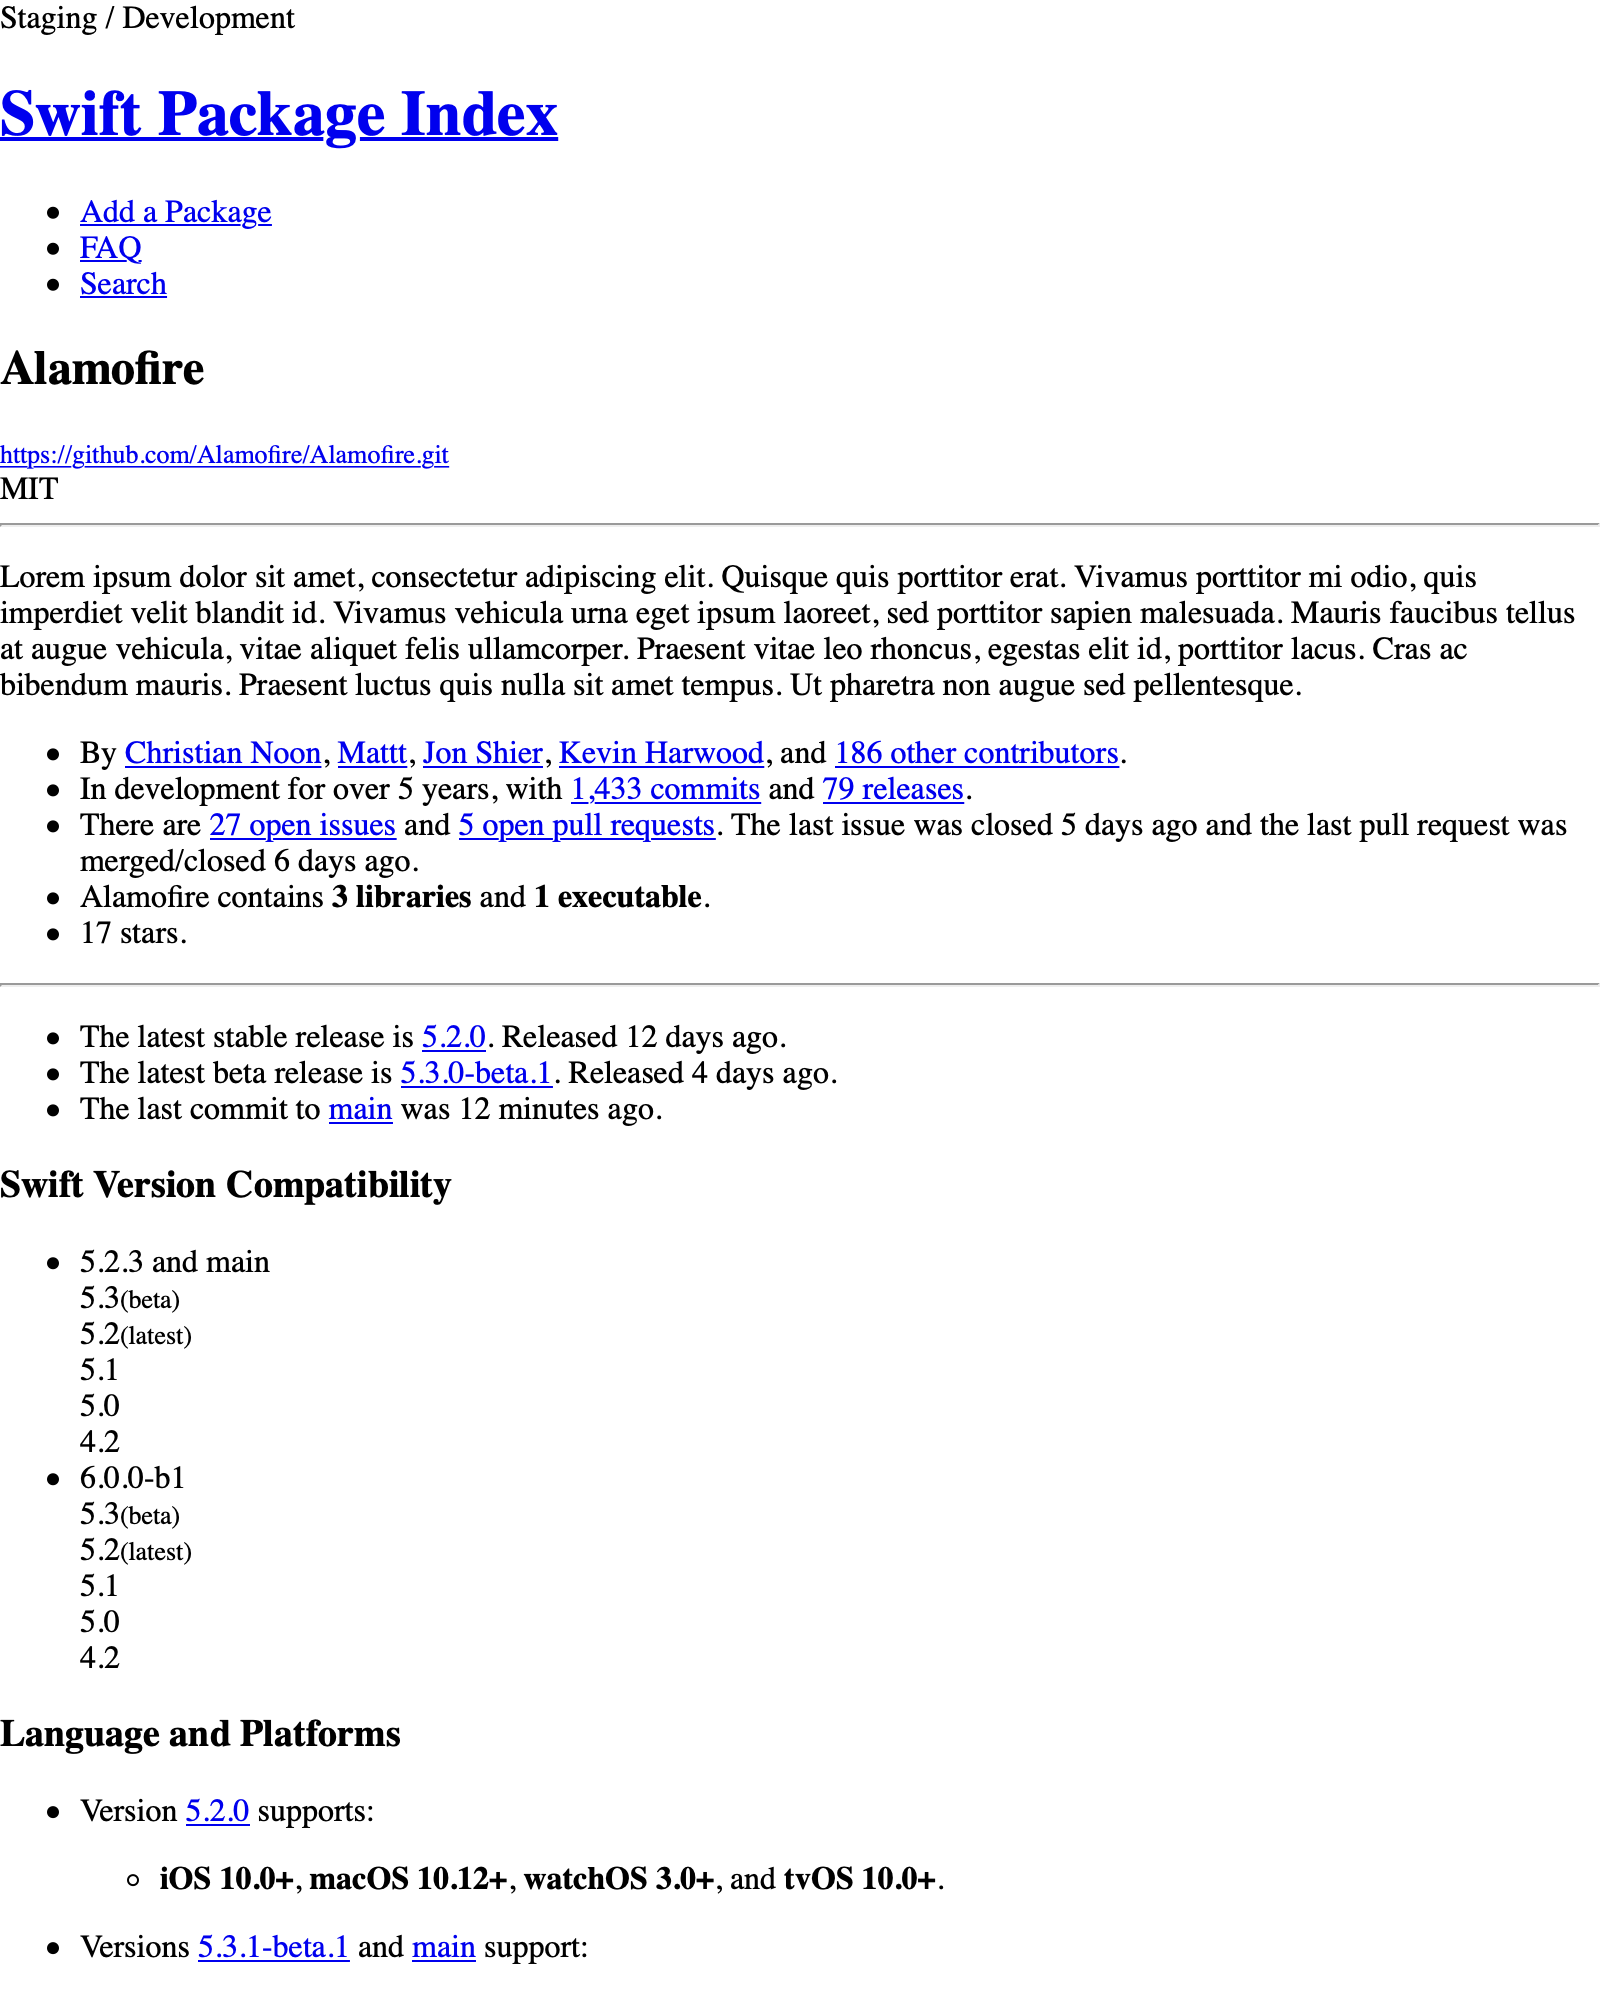 Staging / Development
Swift Package Index
Add a Package
FAQ
Search
Alamofire
https://github.com/Alamofire/Alamofire.git
MIT
Lorem ipsum dolor sit amet, consectetur adipiscing elit. Quisque quis porttitor erat. Vivamus porttitor mi odio, quis
imperdiet velit blandit id. Vivamus vehicula urna eget ipsum laoreet, sed porttitor sapien malesuada. Mauris faucibus tellus
at augue vehicula, vitae aliquet felis ullamcorper. Praesent vitae leo rhoncus, egestas elit id, porttitor lacus. Cras ac
bibendum mauris. Praesent luctus quis nulla sit amet tempus. Ut pharetra non augue sed pellentesque.
By Christian Noon, Mattt, Jon Shier, Kevin Harwood, and 186 other contributors.
In development for over 5 years, with 1,433 commits and 79 releases.
There are 27 open issues and 5 open pull requests. The last issue was closed 5 days ago and the last pull request was
merged/closed 6 days ago.
Alamofire contains 3 libraries and 1 executable.
17 stars.
The latest stable release is 5.2.0. Released 12 days ago.
The latest beta release is 5.3.0-beta.1. Released 4 days ago.
The last commit to main was 12 minutes ago.
Swift Version Compatibility
5.2.3 and main
5.3(beta)
5.2(latest)
5.1
5.0
4.2
6.0.0-b1
5.3(beta)
5.2(latest)
5.1
5.0
4.2
Language and Platforms
Version 5.2.0 supports:
iOS 10.0+, macOS 10.12+, watchOS 3.0+, and tvOS 10.0+.
Versions 5.3.1-beta.1 and main support: